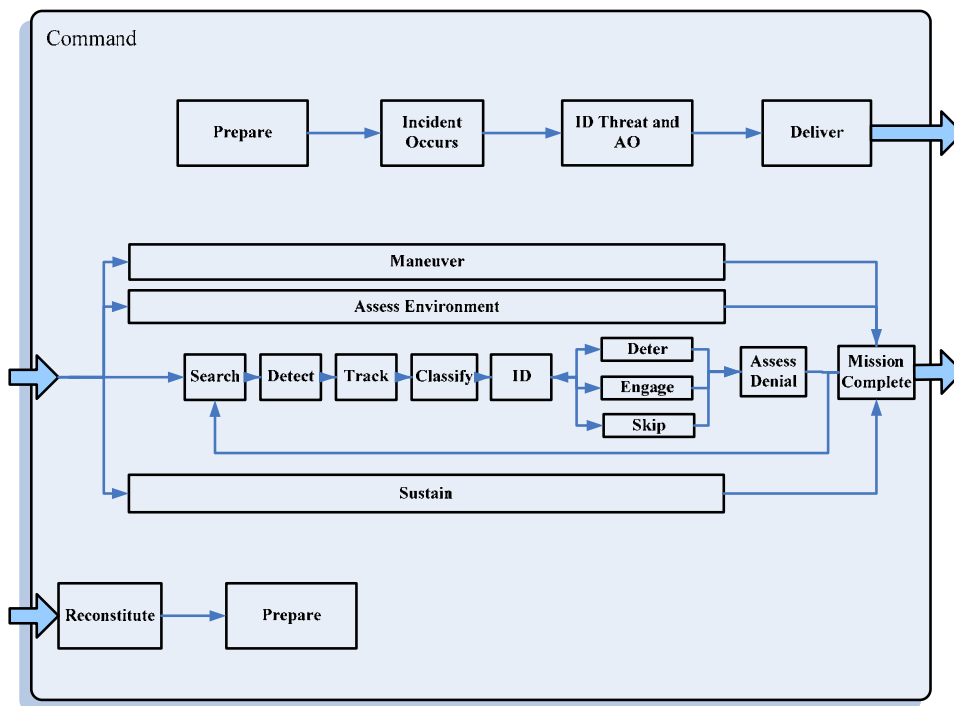 Command
Prepare
Incident
Occurs
ID Threat and
AO
Deliver
Maneuver
Assess Environment
Search
Detect
Track
Classify
ID
Deter
Engage
Skip
Assess
Denial
Mission
Complete
Sustain
Reconstitute
Prepare